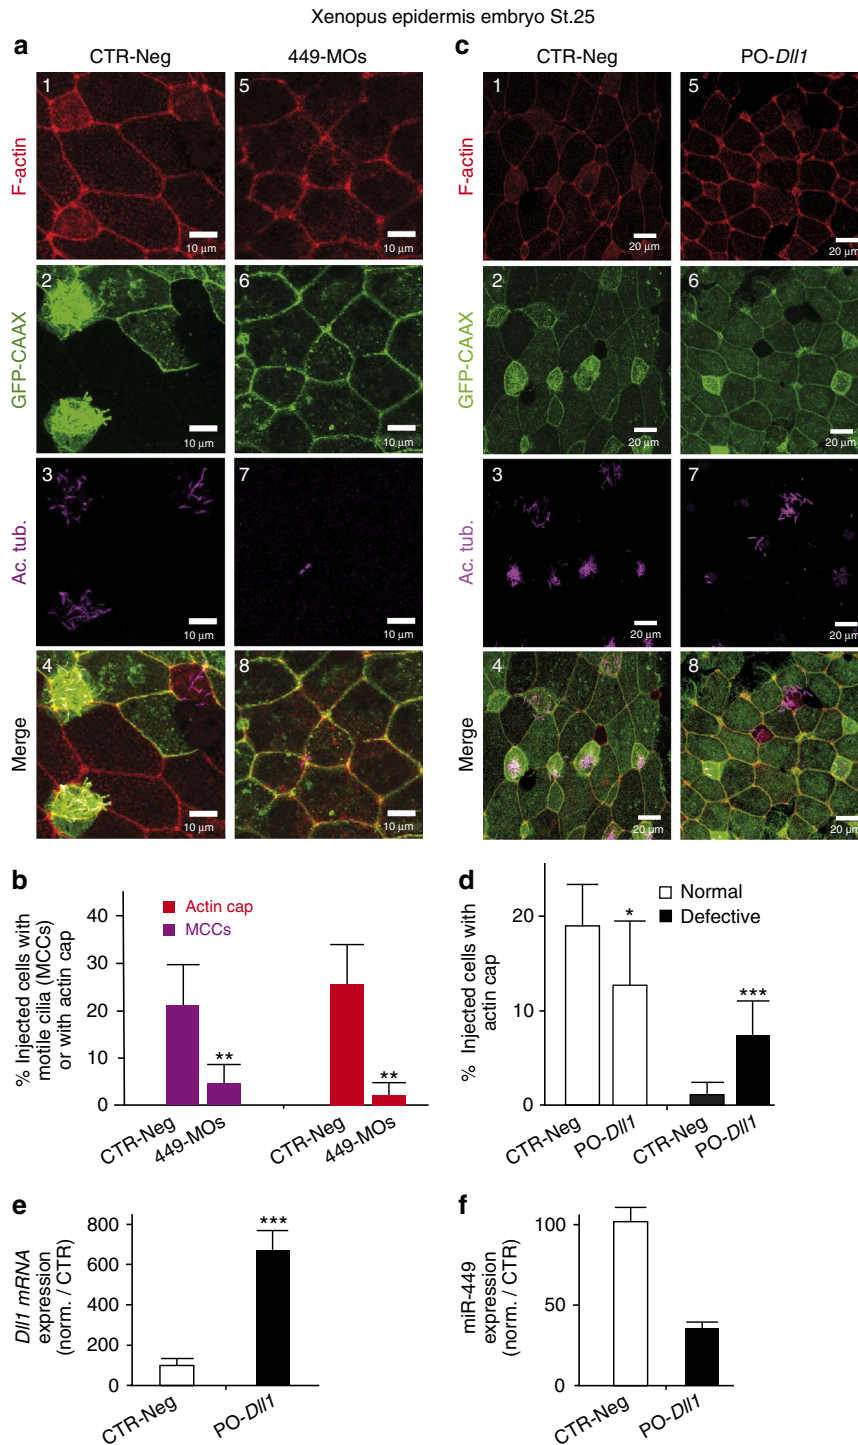 Xenopus epidermis embryo St.25
a
CTR-Neg
449-MOs
F-actin
1
10 μm
5
10 μm
GFP-CAAX
2
10 μm
6
10 μm
Ac. tub.
3
10 μm
7
10 μm
Merge
4
10 μm
8
10 μm
c
CTR-Neg
PO-Dll1
F-actin
1
20 μm
5
20 μm
GFP-CAAX
2
20 μm
6
20 μm
Ac. tub.
3
20 μm
7
20 μm
Merge
4
20 μm
8
20 μm
b
% Injected cells with
motile cilia (MCCs)
or with actin cap
40
30
20
10
0
Actin cap
MCCs
**
**
CTR-Neg
449-MOs
CTR-Neg
449-MOs
d
% Injected cells with
actin cap
20
10
0
Normal
Defective
*
***
CTR-Neg
PO-Dll1
CTR-Neg
PO-Dll1
e
Dll1 mRNA
expression
(norm. / CTR)
800
600
400
200
0
***
CTR-Neg
PO-Dll1
f
miR-449
expression
(norm. / CTR)
100
50
0
CTR-Neg
PO-Dll1